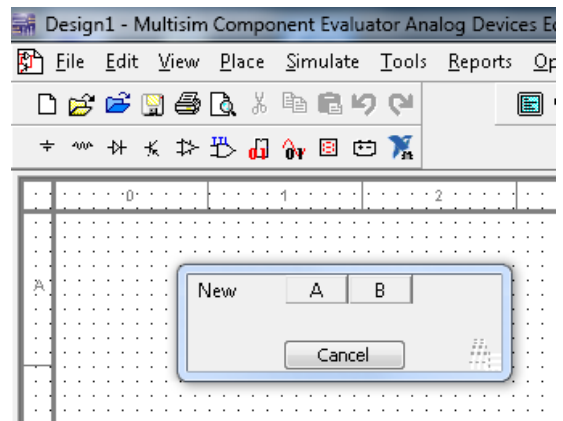 Design1 - Multisim Component Evaluator Analog Devices Ed
File Edit View Place Simulate Tools Reports Op
0 1 2
A
New A B
Cancel